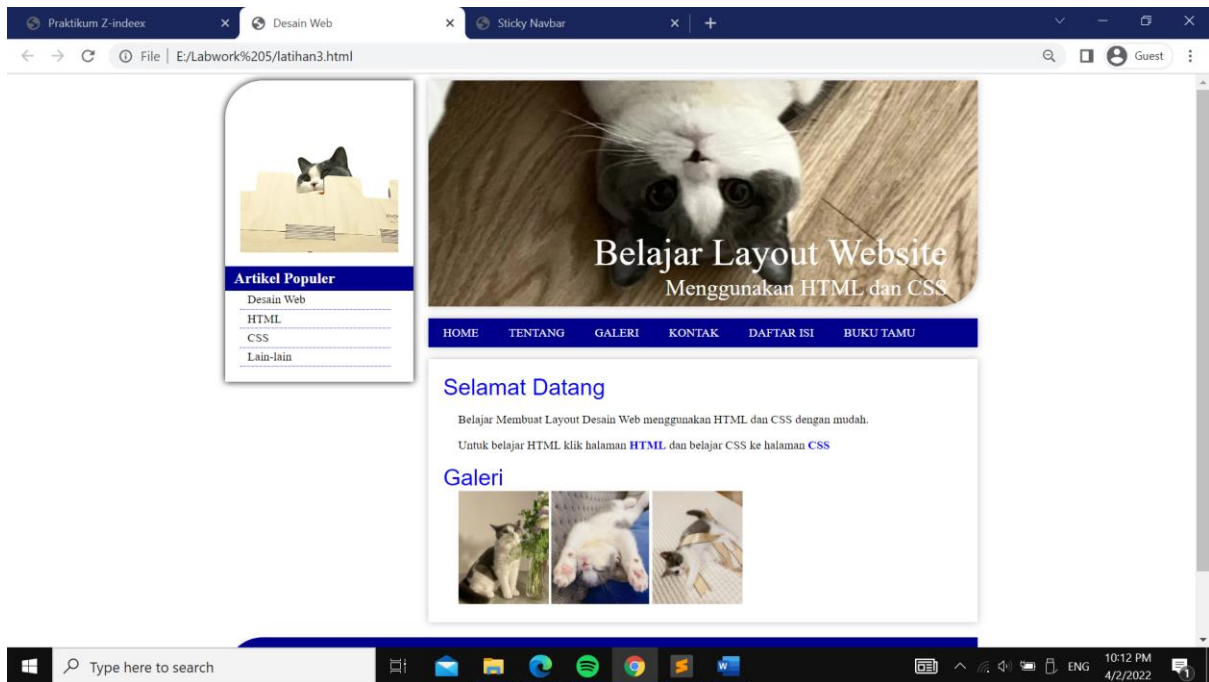 Praktikum Z-indeex
Desain Web
Sticky Navbar
File | E:/Labwork%205/latihan3.html
Guest
Artikel Populer
Desain Web
HTML
CSS
Lain-lain
Belajar Layout Website
Menggunakan HTML dan CSS
HOME TENTANG GALERI KONTAK DAFTAR ISI BUKU TAMU
Selamat Datang
Belajar Membuat Layout Desain Web menggunakan HTML dan CSS dengan mudah.
Untuk belajar HTML klik halaman HTML dan belajar CSS ke halaman CSS
Galeri
Type here to search
ENG
10:12 PM
4/2/2022
1